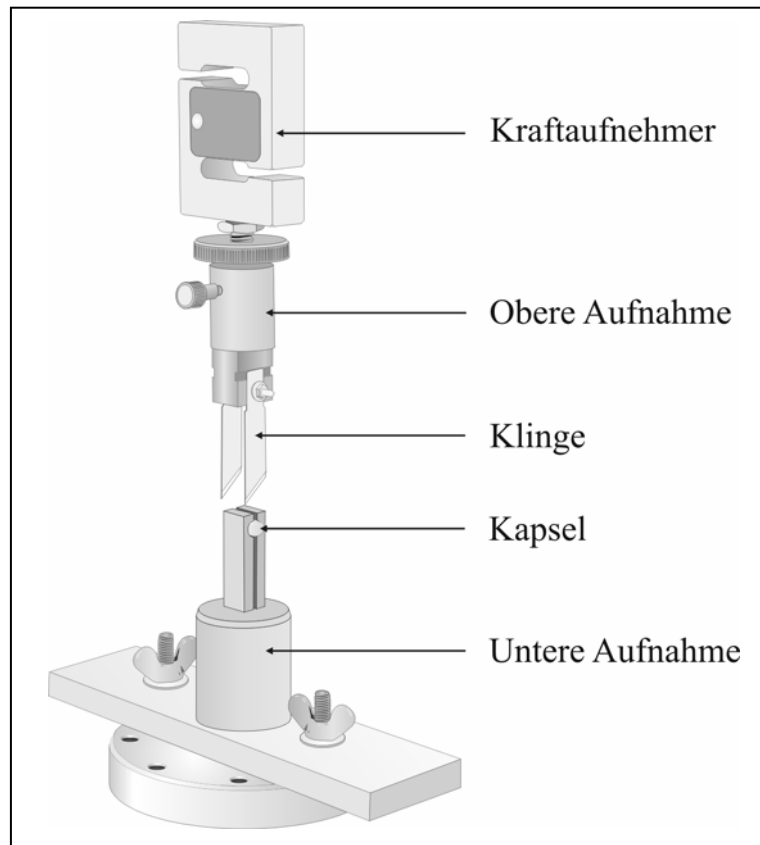 Kraftaufnehmer
Obere Aufnahme
Klinge
Kapsel
Untere Aufnahme